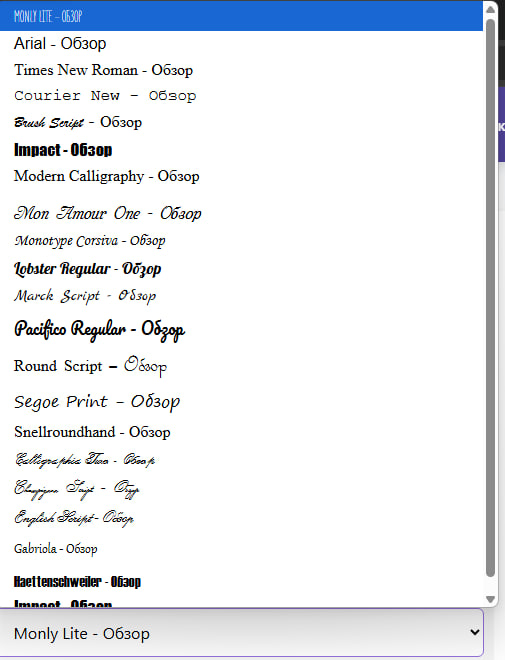 MONLY LITE - ОБЗОР
Arial - Обзор
Times New Roman - Обзор
Courier New - Обзор
Brush Script - Обзор
Impact - Обзор
Modern Calligraphy - Обзор
Mon Amour One - Обзор
Monotype Corsiva - Обзор
Lobster Regular - Обзор
Marck Script - Обзор
Pacifico Regular - Обзор
Round Script - Обзор
Segoe Print - Обзор
Snellroundhand - Обзор
Calligraphia Two - Обзор
Script - Обзор
English Script - Обзор
Gabriola - Обзор
Haettenschweiler - Обзор
Impact - Обзор
Monly Lite - Обзор